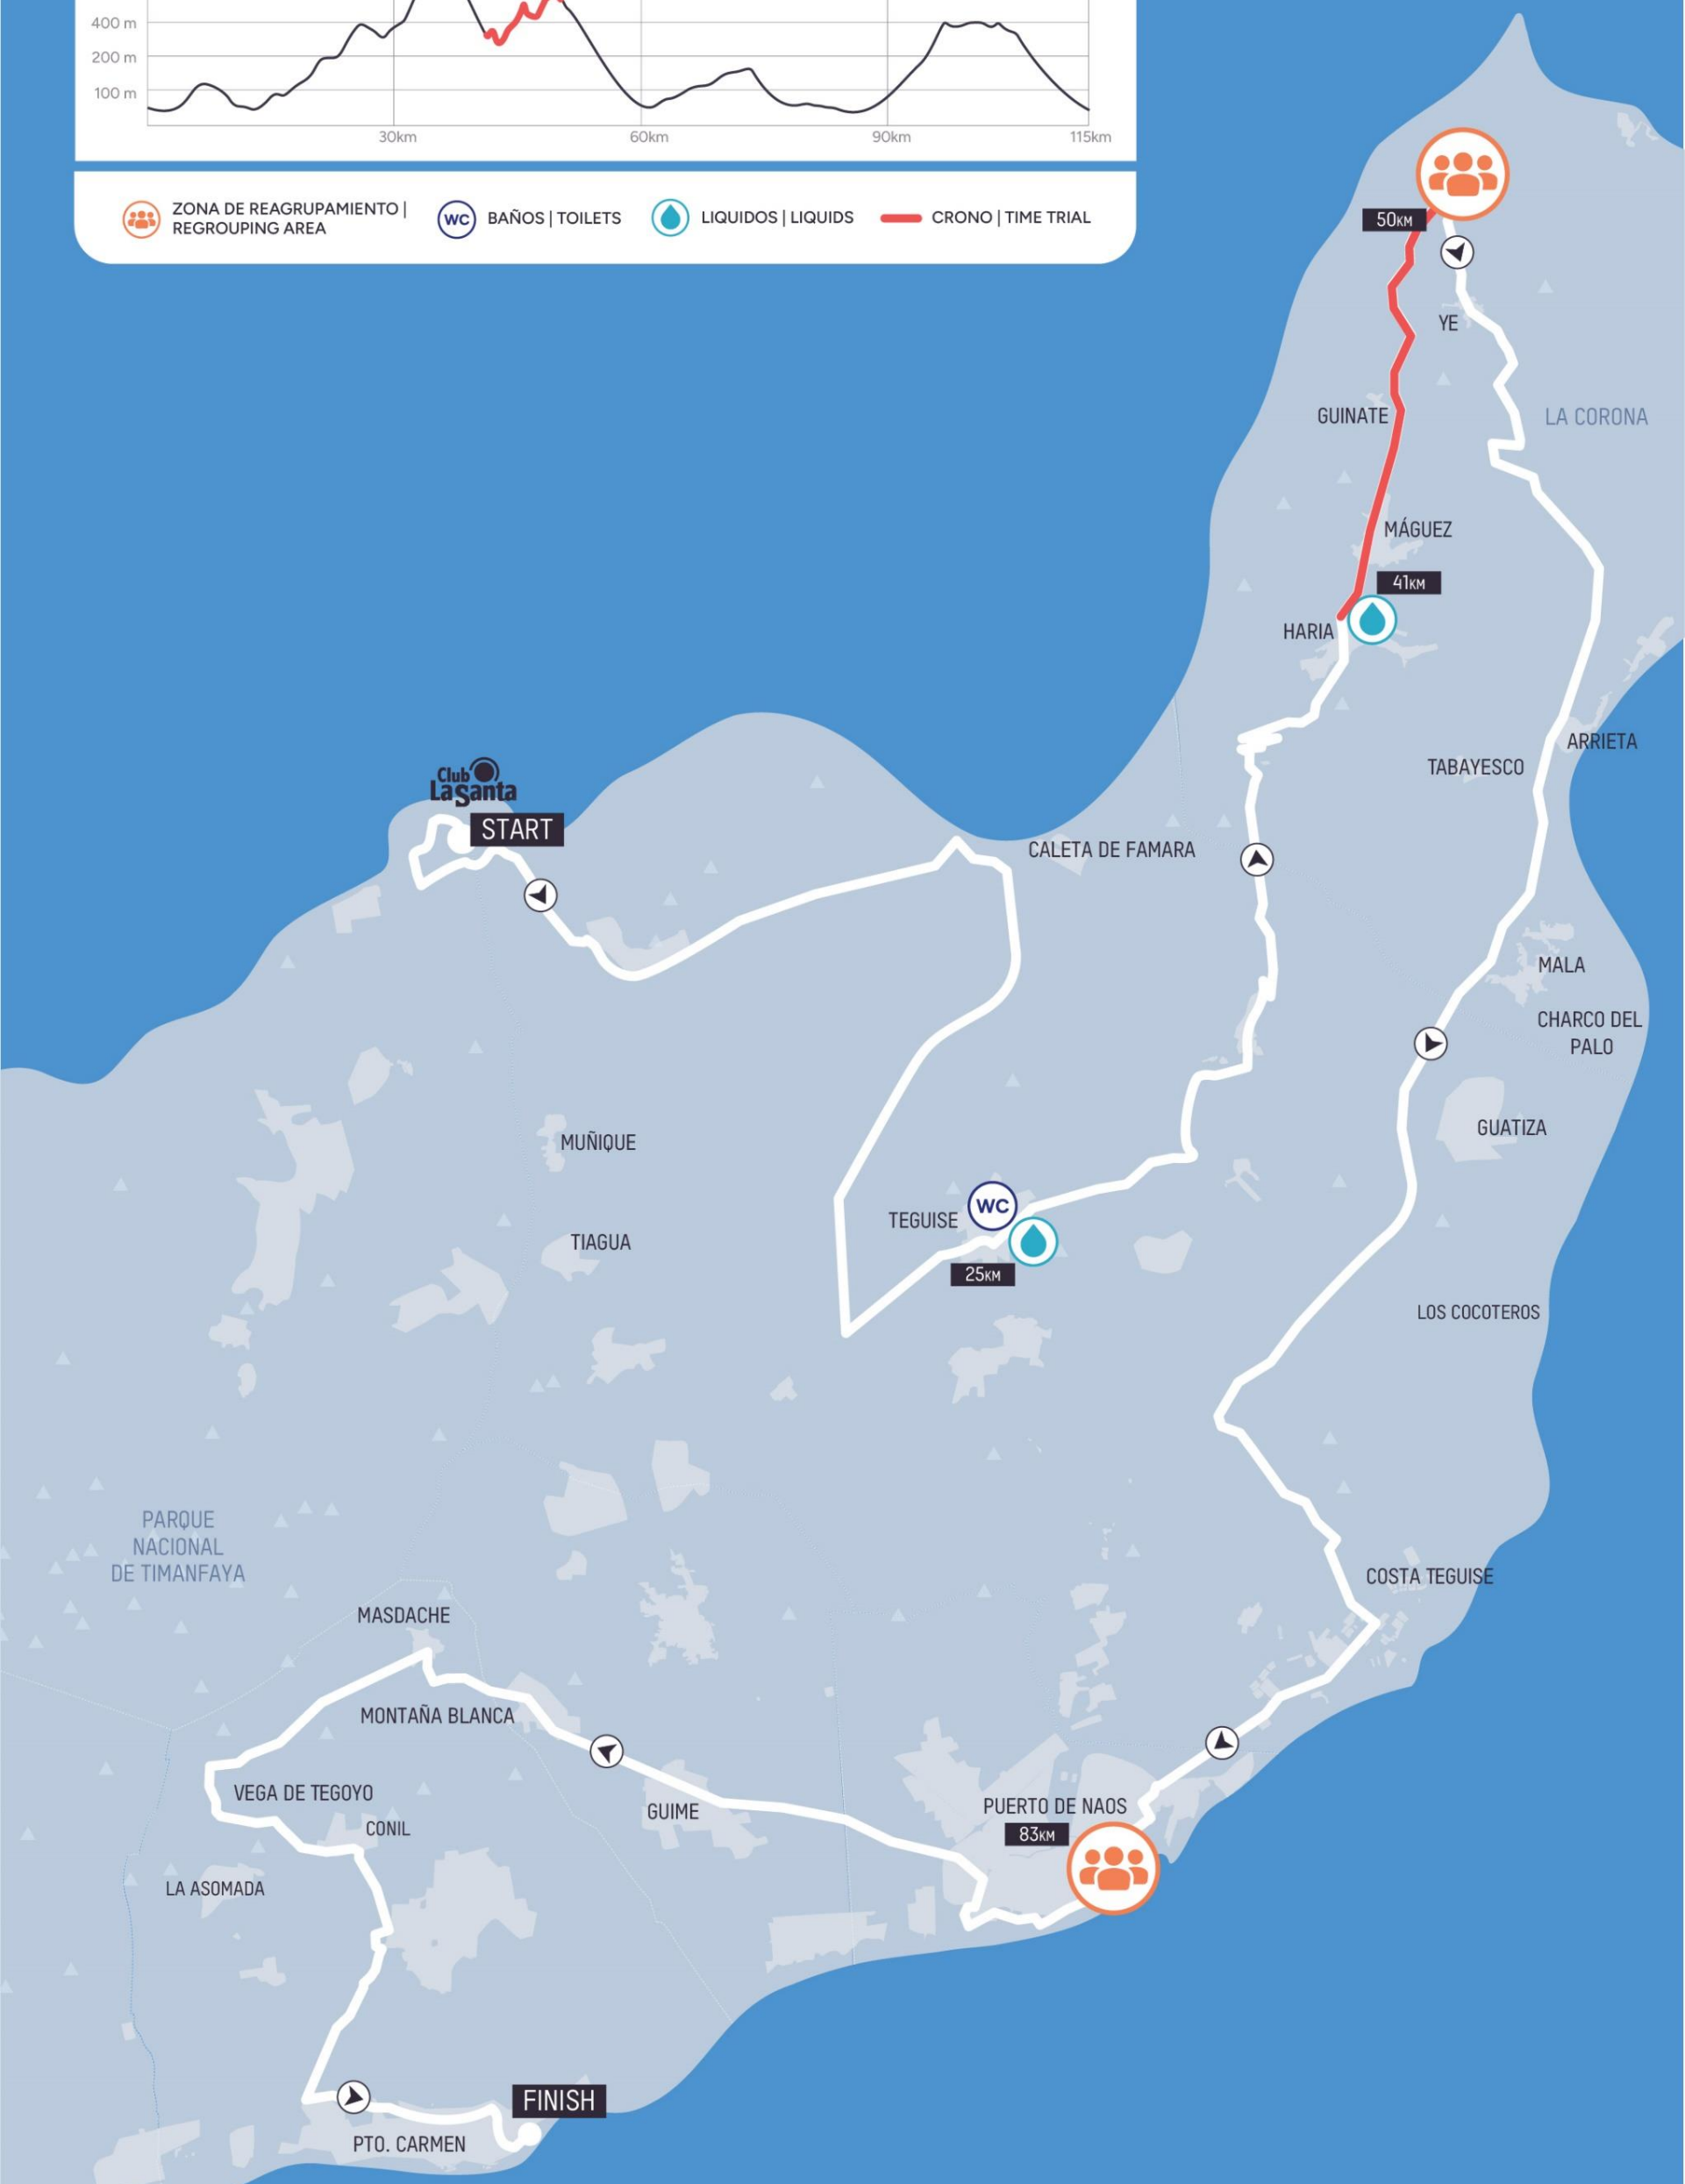 400 m
200 m
100 m
30km
60km
90km
115km
ZONA DE REAGRUPAMIENTO |
REGROUPING AREA
WC
BAÑOS | TOILETS
LIQUIDOS | LIQUIDS
CRONO | TIME TRIAL
50KM
YE
GUINATE
LA CORONA
MÁGUEZ
41KM
HARIA
ARRIETA
TABAYESCO
Club
La Santa
START
CALETA DE FAMARA
MALA
CHARCO DEL
PALO
GUATIZA
MUÑIQUE
WC
TEGUISE
TIAGUA
25KM
LOS COCOTEROS
PARQUE
NACIONAL
DE TIMANFAYA
COSTA TEGUISE
MASDACHE
MONTAÑA BLANCA
VEGA DE TEGOYO
PUERTO DE NAOS
GUIME
CONIL
83KM
LA ASOMADA
FINISH
PTO. CARMEN